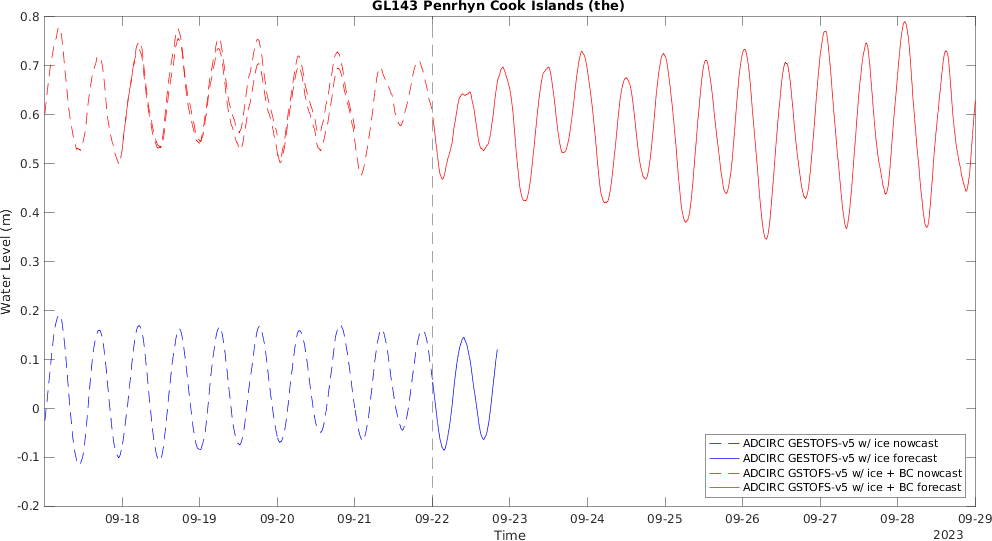 GL143 Penrhyn Cook Islands (the)
Water Level (m)
0.8
0.7
0.6
0.5
0.4
0.3
0.2
0.1
0
-0.1
-0.2
ADCIRC GESTOFS-v5 w/ ice nowcast
ADCIRC GESTOFS-v5 w/ ice forecast
ADCIRC GSTOFS-v5 w/ ice + BC nowcast
ADCIRC GSTOFS-v5 w/ ice + BC forecast
09-18 09-19 09-20 09-21 09-22 09-23 09-24 09-25 09-26 09-27 09-28 09-29
Time
2023